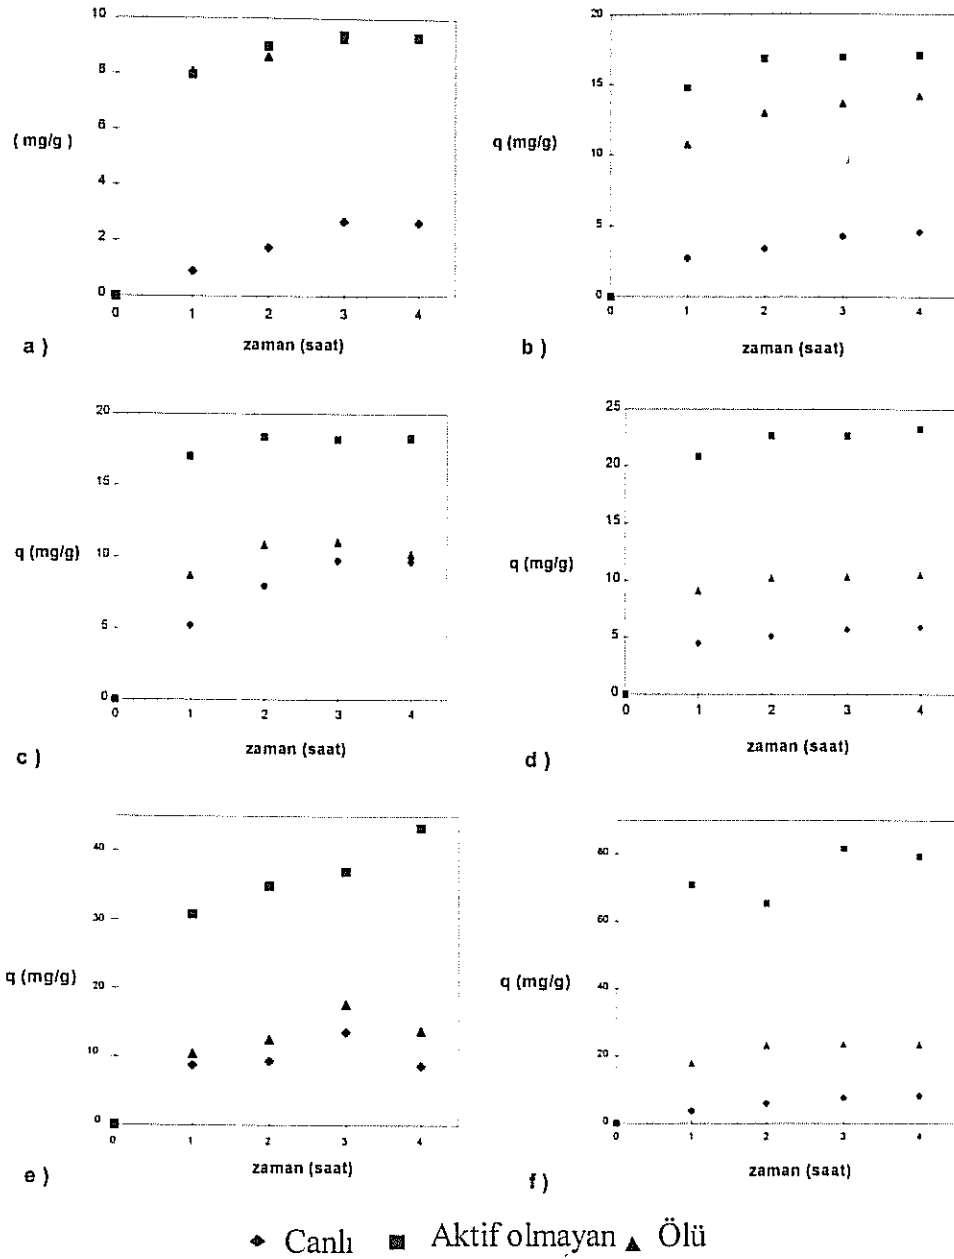 10
8
6
4
2
0
( mg/g )
0 1 2 3 4
zaman (saat)
a )
20
15
10
5
0
q (mg/g)
0 1 2 3 4
zaman (saat)
b )
20
15
10
5
0
q (mg/g)
0 1 2 3 4
zaman (saat)
c )
25
20
15
10
5
0
q (mg/g)
0 1 2 3 4
zaman (saat)
d )
40
30
20
10
0
q (mg/g)
0 1 2 3 4
zaman (saat)
e )
80
60
40
20
0
q (mg/g)
0 1 2 3 4
zaman (saat)
f )
Canlı Aktif olmayan Ölü